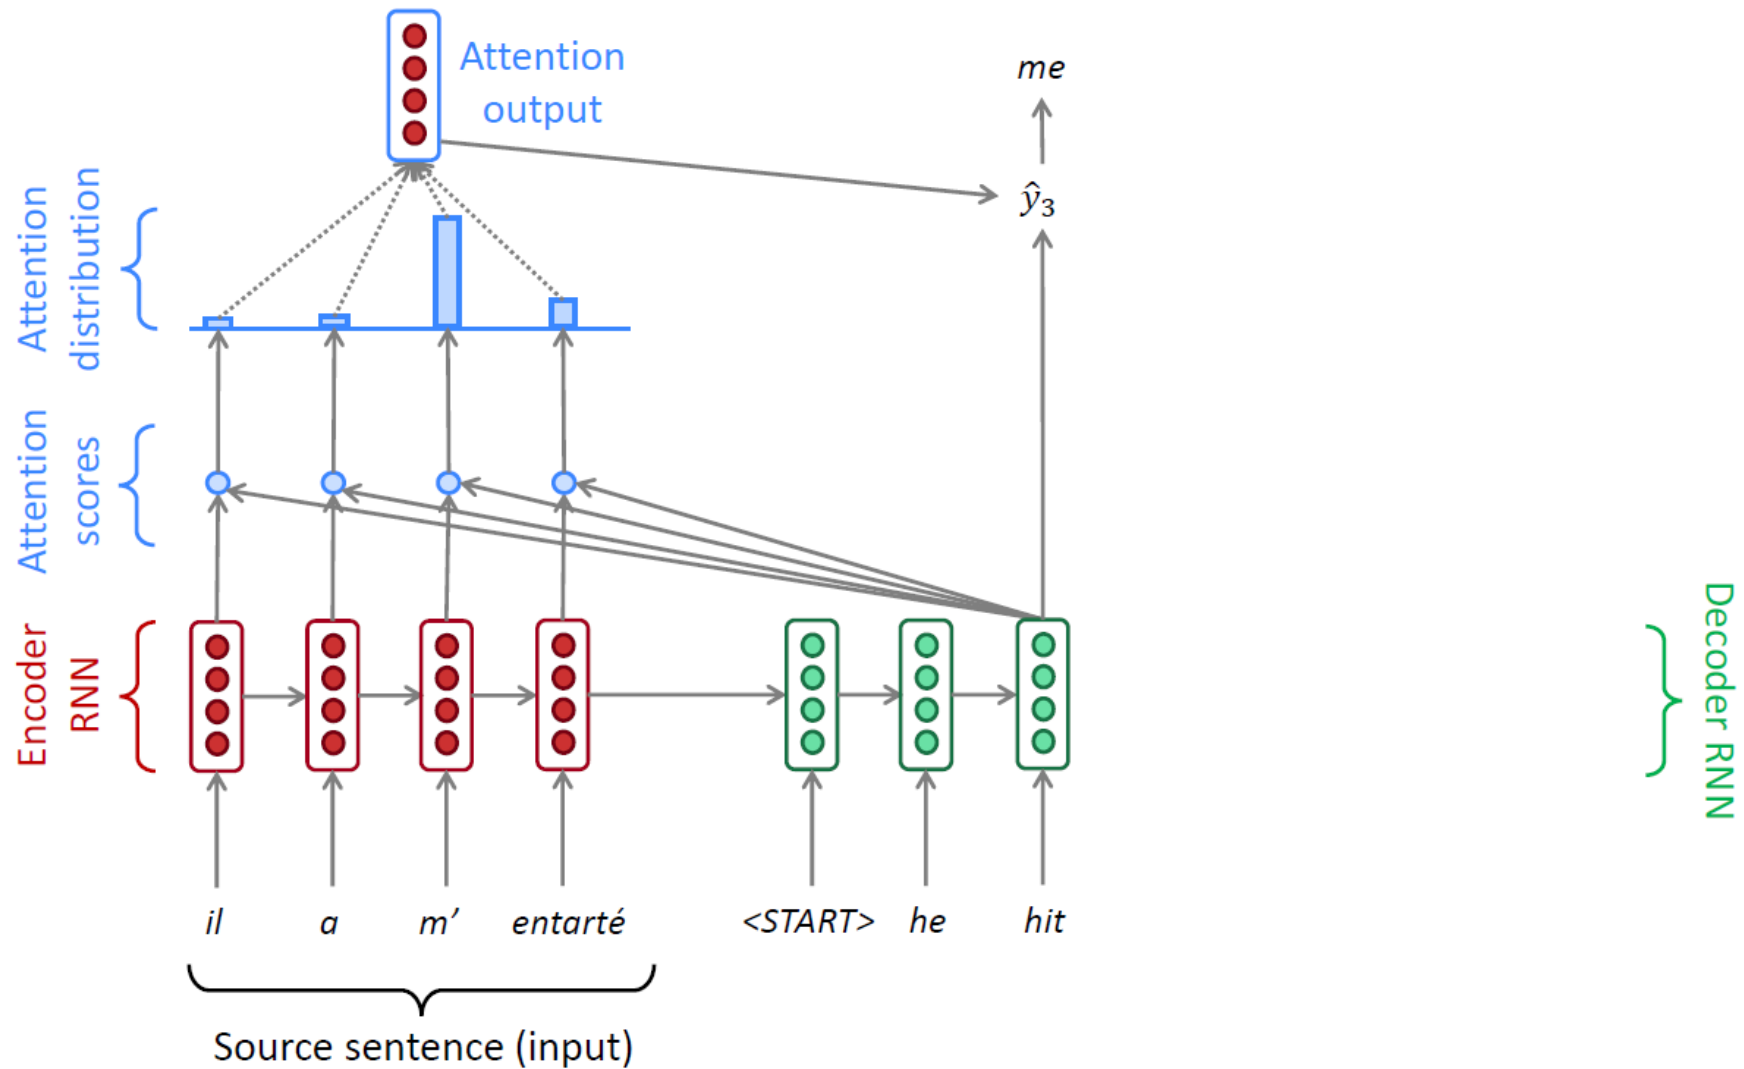 Attention
output
me
ŷ₃
Attention
distribution
Attention
scores
Encoder
RNN
Decoder RNN
il
a
m’
entarté
<START>
he
hit
Source sentence (input)